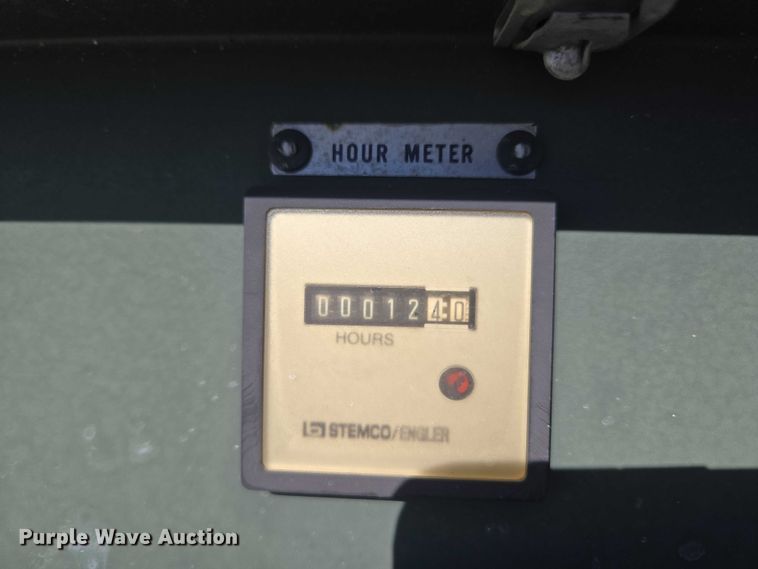 HOUR METER
0001240
HOURS
STEMCO/ENGLER
Purple Wave Auction